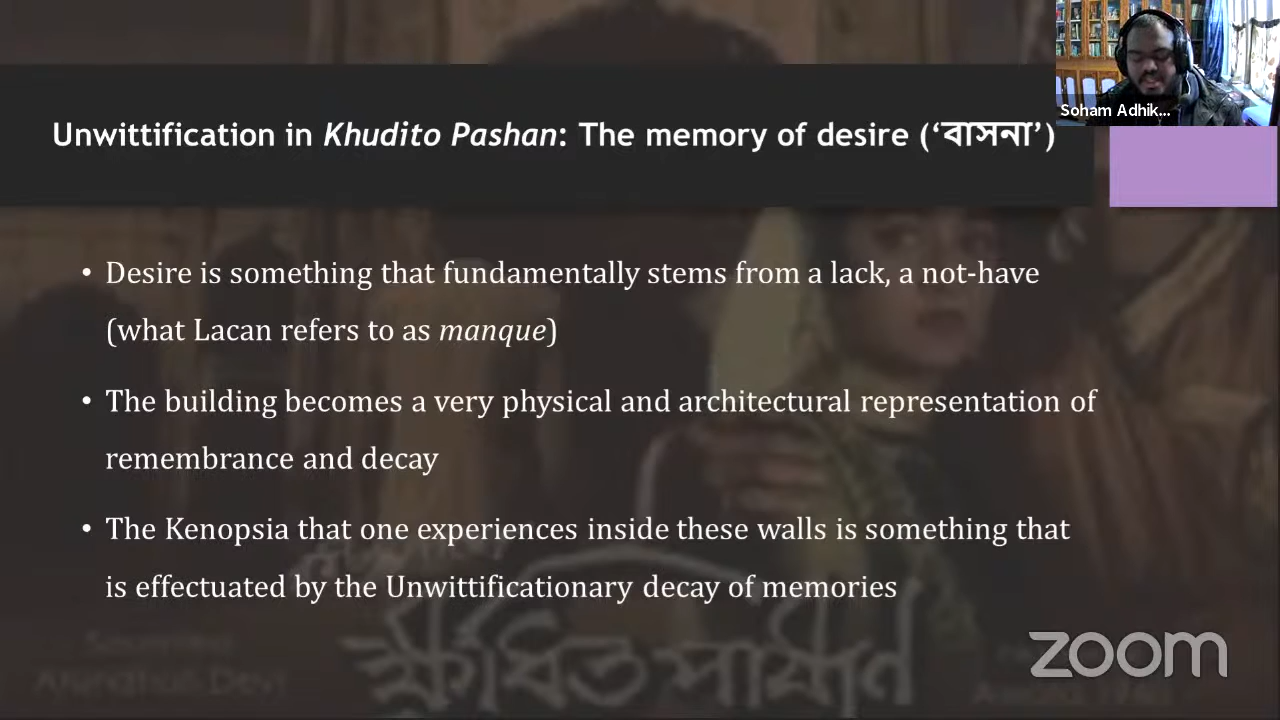 Soham Adhik...
Unwittification in Khudito Pashan: The memory of desire (‘বাসনা’)
• Desire is something that fundamentally stems from a lack, a not-have
(what Lacan refers to as manque)
• The building becomes a very physical and architectural representation of
remembrance and decay
• The Kenopsia that one experiences inside these walls is something that
is effectuated by the Unwittificationary decay of memories
zoom
ক্ষুধিত পাষাণ
Arundhati Devi